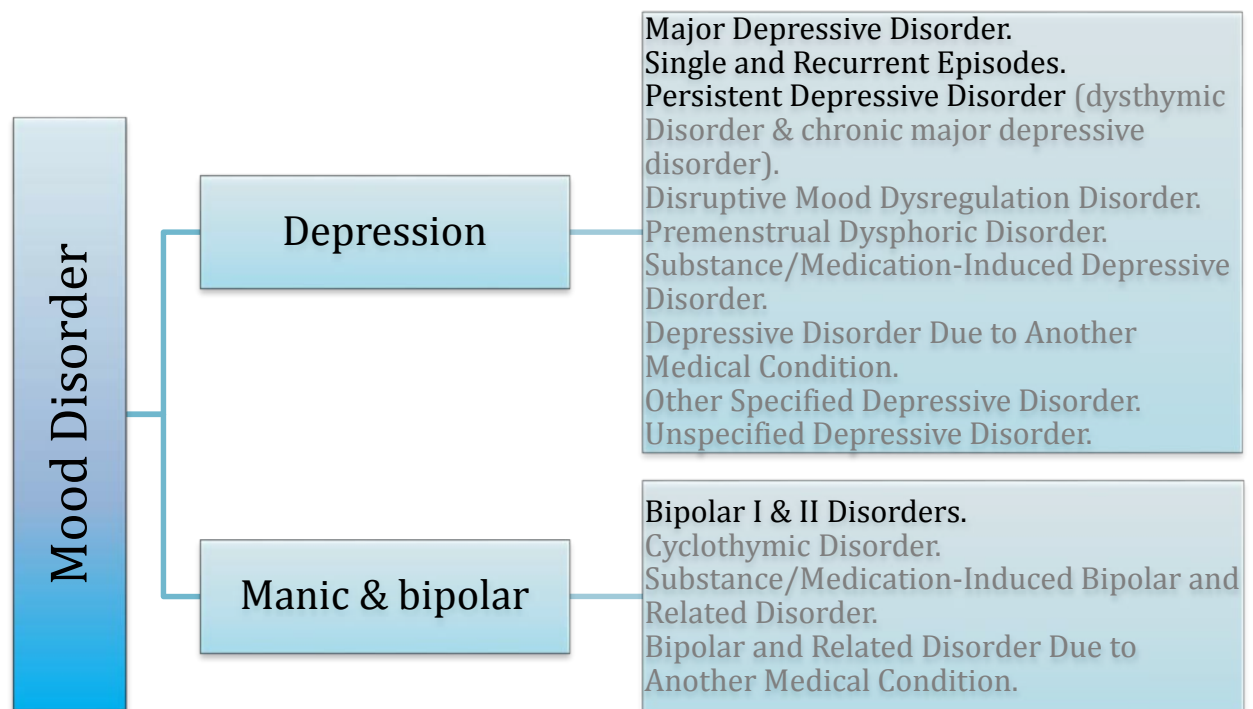 Mood Disorder
Depression
Major Depressive Disorder.
Single and Recurrent Episodes.
Persistent Depressive Disorder (dysthymic
Disorder & chronic major depressive
disorder).
Disruptive Mood Dysregulation Disorder.
Premenstrual Dysphoric Disorder.
Substance/Medication-Induced Depressive
Disorder.
Depressive Disorder Due to Another
Medical Condition.
Other Specified Depressive Disorder.
Unspecified Depressive Disorder.
Manic & bipolar
Bipolar I & II Disorders.
Cyclothymic Disorder.
Substance/Medication-Induced Bipolar and
Related Disorder.
Bipolar and Related Disorder Due to
Another Medical Condition.